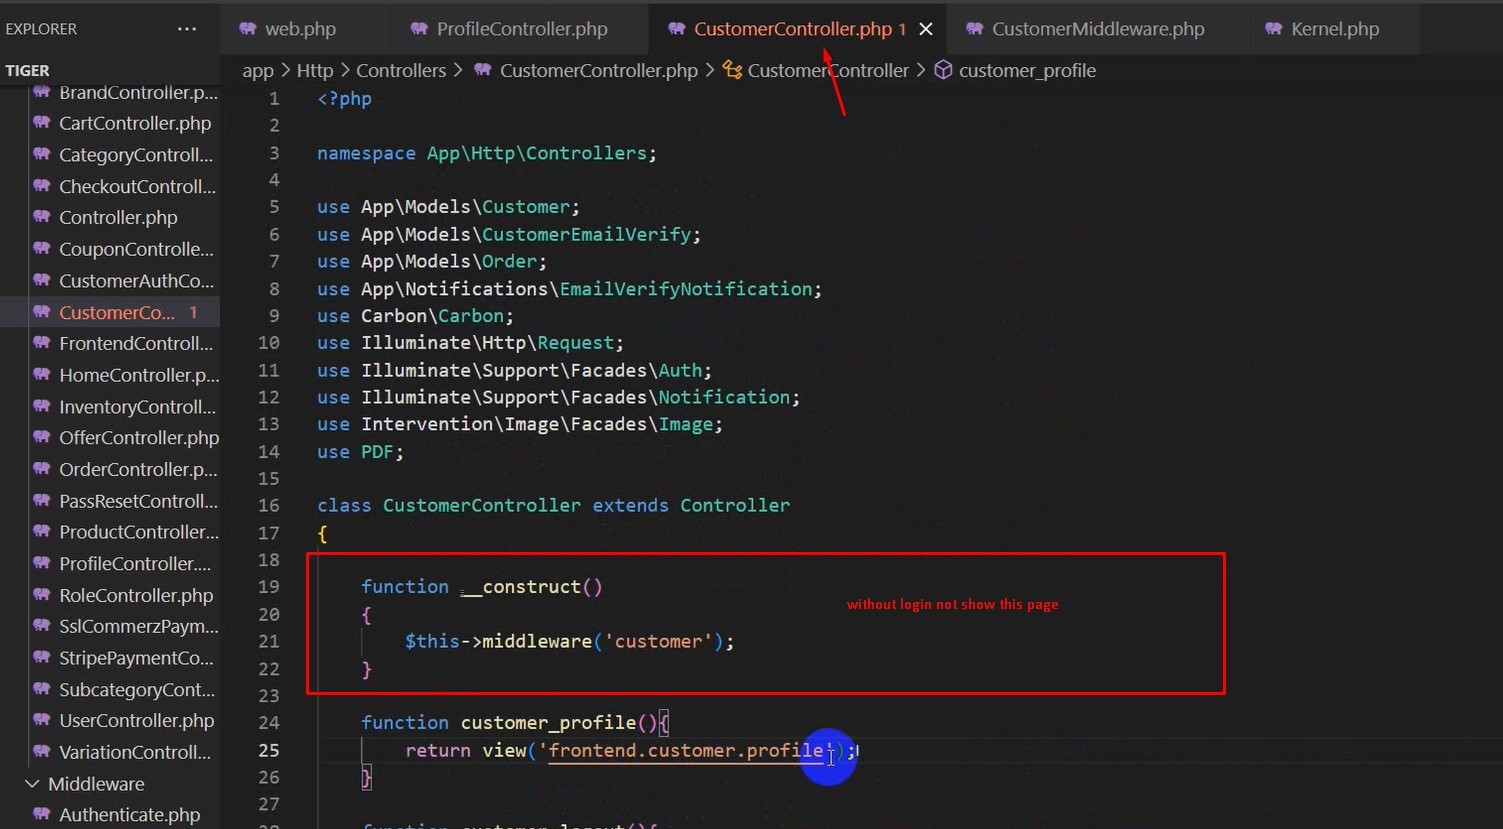 EXPLORER
...
web.php
ProfileController.php
CustomerController.php 1
CustomerMiddleware.php
Kernel.php
TIGER
app > Http > Controllers > CustomerController.php > CustomerController > customer_profile
BrandController.p...
CartController.php
CategoryControll...
CheckoutControll...
Controller.php
CouponControlle...
CustomerAuthCo...
CustomerCo... 1
FrontendControll...
HomeController.p...
InventoryControll...
OfferController.php
OrderController.p...
PassResetControll...
ProductController...
ProfileController....
RoleController.php
SslCommerzPaym...
StripePaymentCo...
SubcategoryCont...
UserController.php
VariationControll...
Middleware
Authenticate.php
1 <?php
2
3 namespace App\Http\Controllers;
4
5 use App\Models\Customer;
6 use App\Models\CustomerEmailVerify;
7 use App\Models\Order;
8 use App\Notifications\EmailVerifyNotification;
9 use Carbon\Carbon;
10 use Illuminate\Http\Request;
11 use Illuminate\Support\Facades\Auth;
12 use Illuminate\Support\Facades\Notification;
13 use Intervention\Image\Facades\Image;
14 use PDF;
15
16 class CustomerController extends Controller
17 {
18
19 function __construct()
20 {
21 $this->middleware('customer');
22 }
without login not show this page
23
24 function customer_profile(){
25 return view('frontend.customer.profile');
26 }
27
28 function customer_logout(){